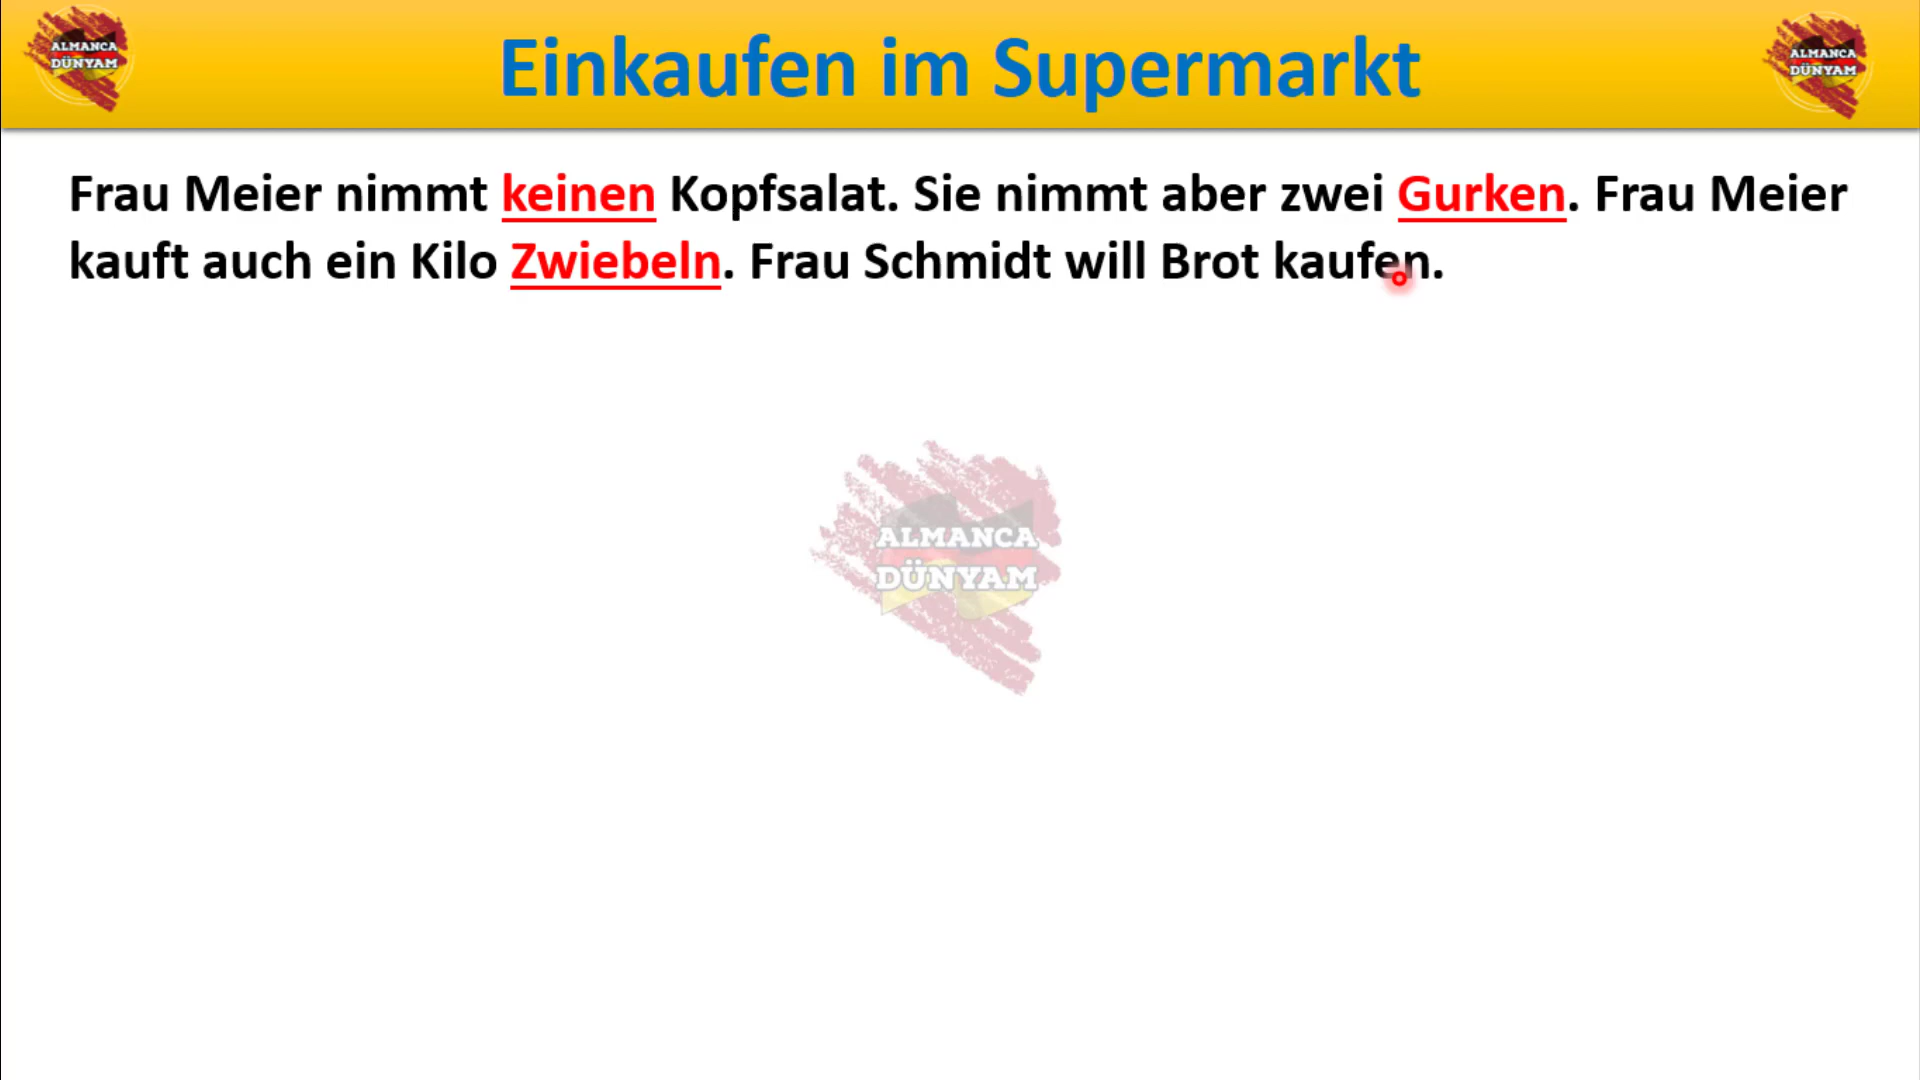 ALMANCA
DÜNYAM
Einkaufen im Supermarkt
ALMANCA
DÜNYAM
Frau Meier nimmt keinen Kopfsalat. Sie nimmt aber zwei Gurken. Frau Meier
kauft auch ein Kilo Zwiebeln. Frau Schmidt will Brot kaufen.
ALMANCA
DÜNYAM